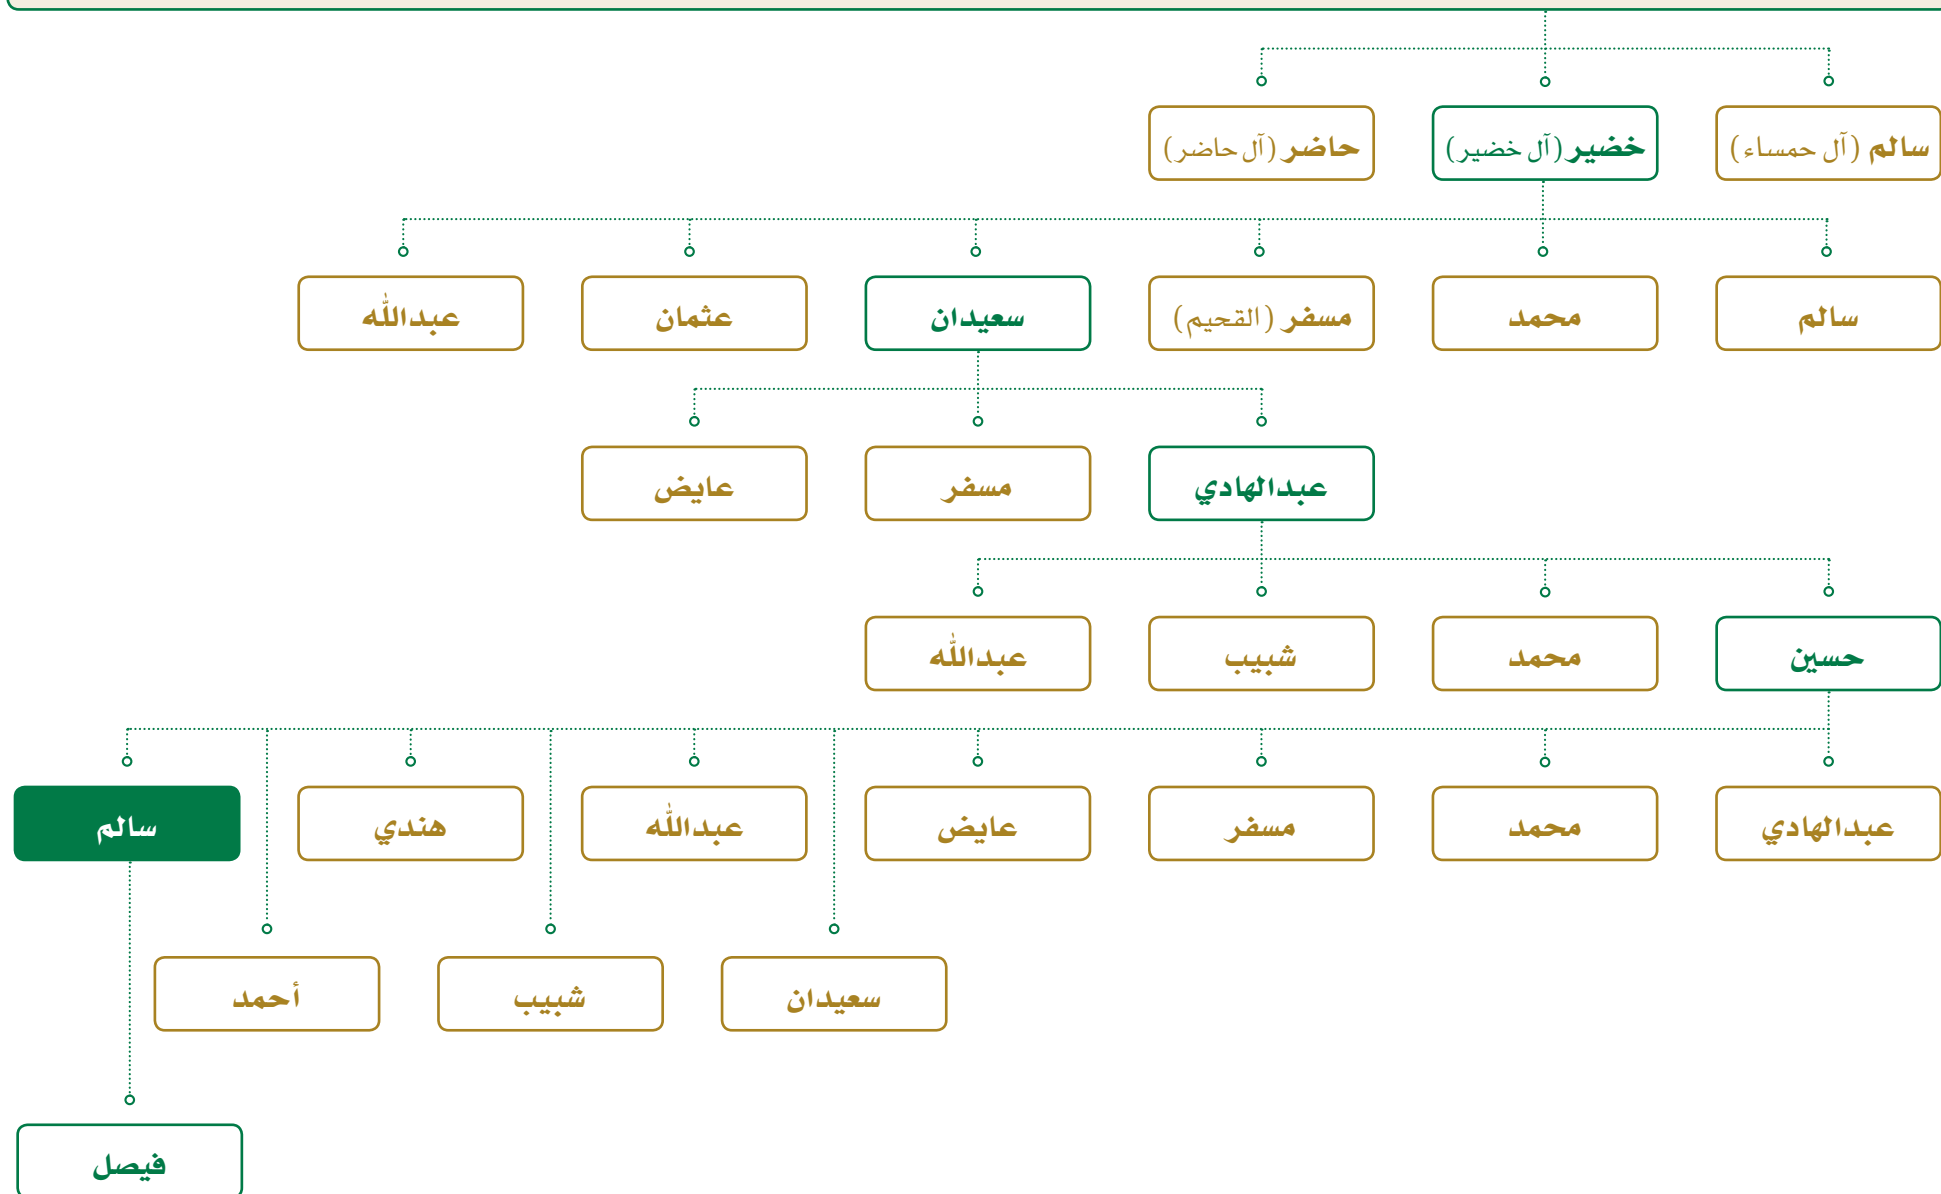 سالم (آل حمساء)
خضير (آل خضير)
حاضر (آل حاضر)
سالم
محمد
مسفر (القحيم)
سعيدان
عثمان
عبدالله
عبدالهادي
مسفر
عايض
حسين
محمد
شبيب
عبدالله
عبدالهادي
محمد
مسفر
عايض
عبدالله
هندي
سالم
سعيدان
شبيب
أحمد
فيصل